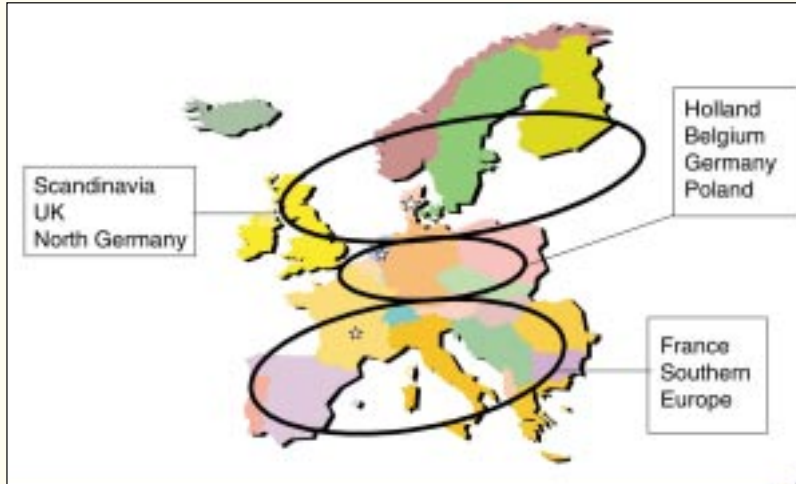 Scandinavia
UK
North Germany
Holland
Belgium
Germany
Poland
France
Southern
Europe